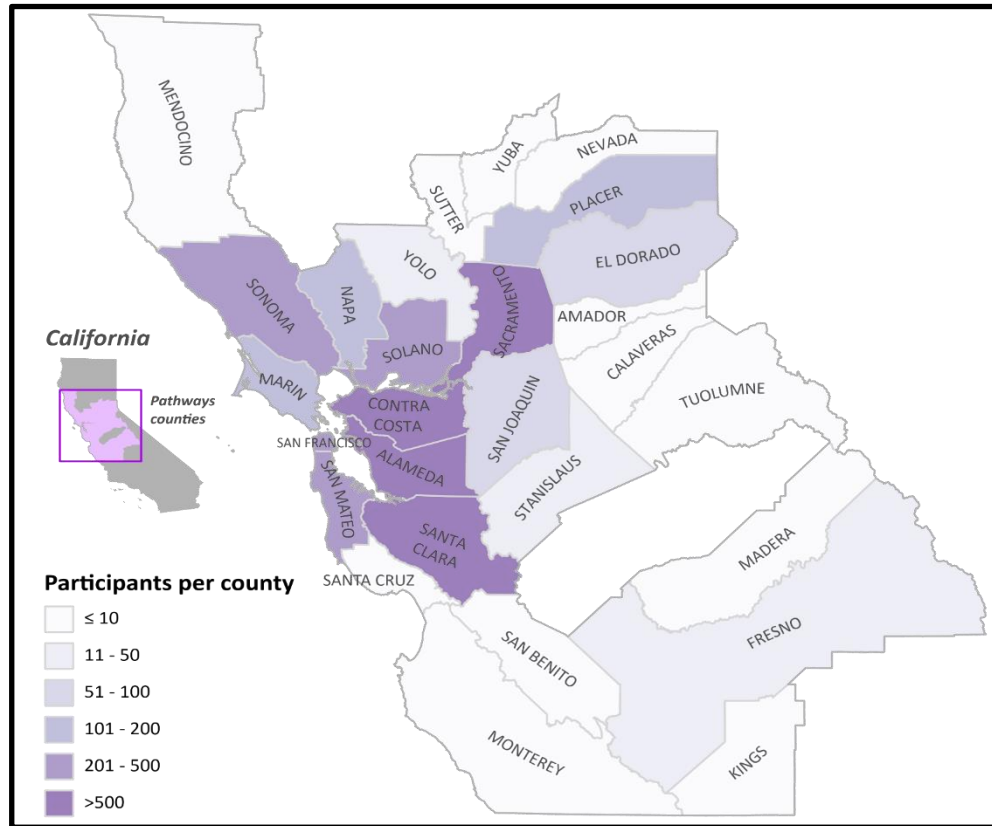 MENDOCINO
YUBA
NEVADA
SUTTER
PLACER
YOLO
EL DORADO
SONOMA
NAPA
SACRAMENTO
SOLANO
AMADOR
CALAVERAS
TUOLUMNE
MARIN
CONTRA
COSTA
SAN JOAQUIN
SAN FRANCISCO
ALAMEDA
STANISLAUS
SAN MATEO
SANTA
CLARA
MADERA
SANTA CRUZ
FRESNO
SAN BENITO
MONTEREY
KINGS
California
Pathways
counties
Participants per county
≤ 10
11 - 50
51 - 100
101 - 200
201 - 500
>500